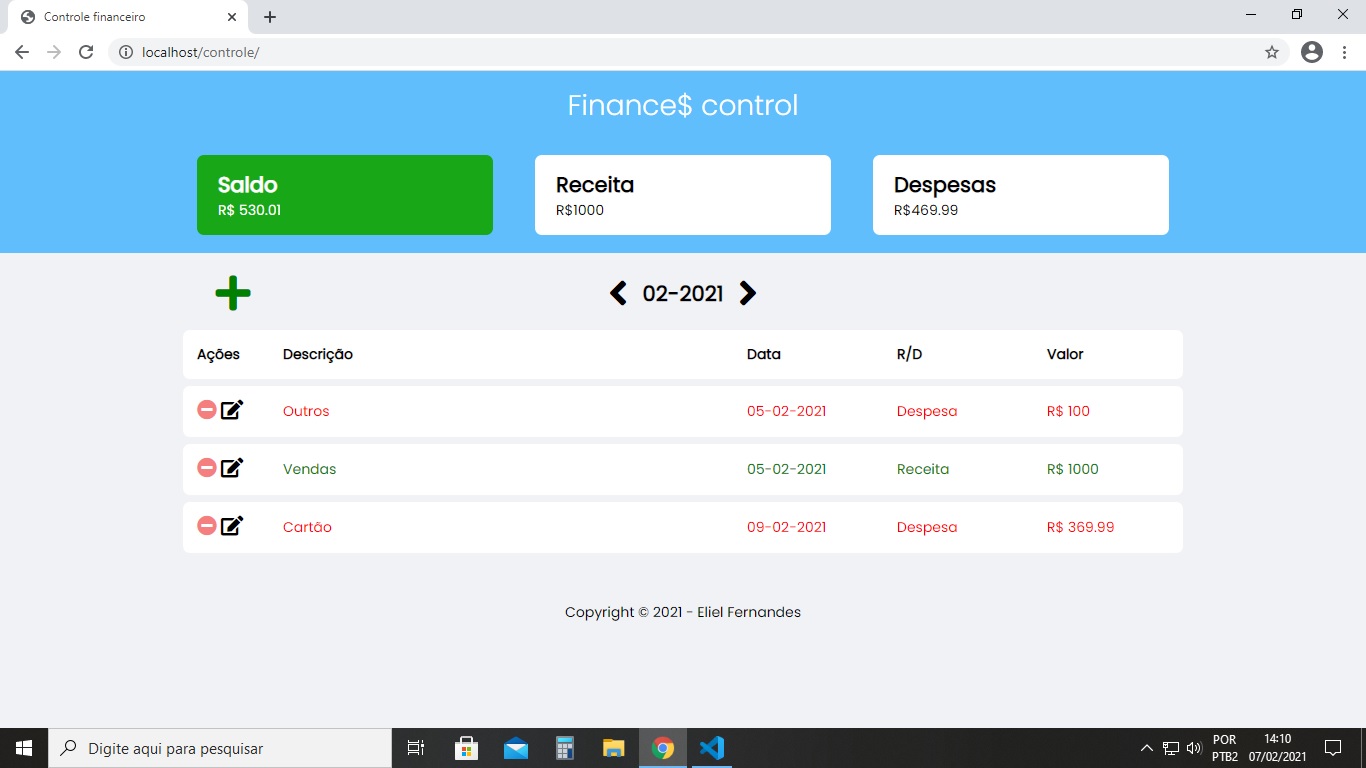 Controle financeiro
localhost/controle/
Finance$ control
Saldo
R$ 530.01
Receita
R$1000
Despesas
R$469.99
02-2021
Ações Descrição Data R/D Valor
Outros 05-02-2021 Despesa R$ 100
Vendas 05-02-2021 Receita R$ 1000
Cartão 09-02-2021 Despesa R$ 369.99
Copyright © 2021 - Eliel Fernandes
Digite aqui para pesquisar
POR
PTB2
14:10
07/02/2021